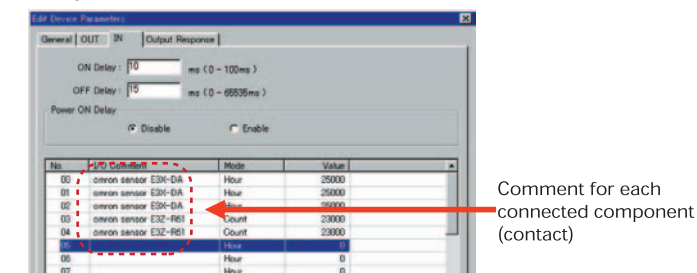 Edit Device Parameters
General OUT IN Output Response
ON Delay : 10 ms ( 0 - 100ms )
OFF Delay : 15 ms ( 0 - 65535ms )
Power ON Delay
Disable Enable
No. I/O Comment Mode Value
00 omron sensor E3X-DA Hour 25000
01 omron sensor E3X-DA Hour 25000
02 omron sensor E3X-DA Hour 25000
03 omron sensor E3Z-R61 Count 23000
04 omron sensor E3Z-R61 Count 23000
05 Hour 0
06 Hour 0
07 Hour 0
Comment for each
connected component
(contact)